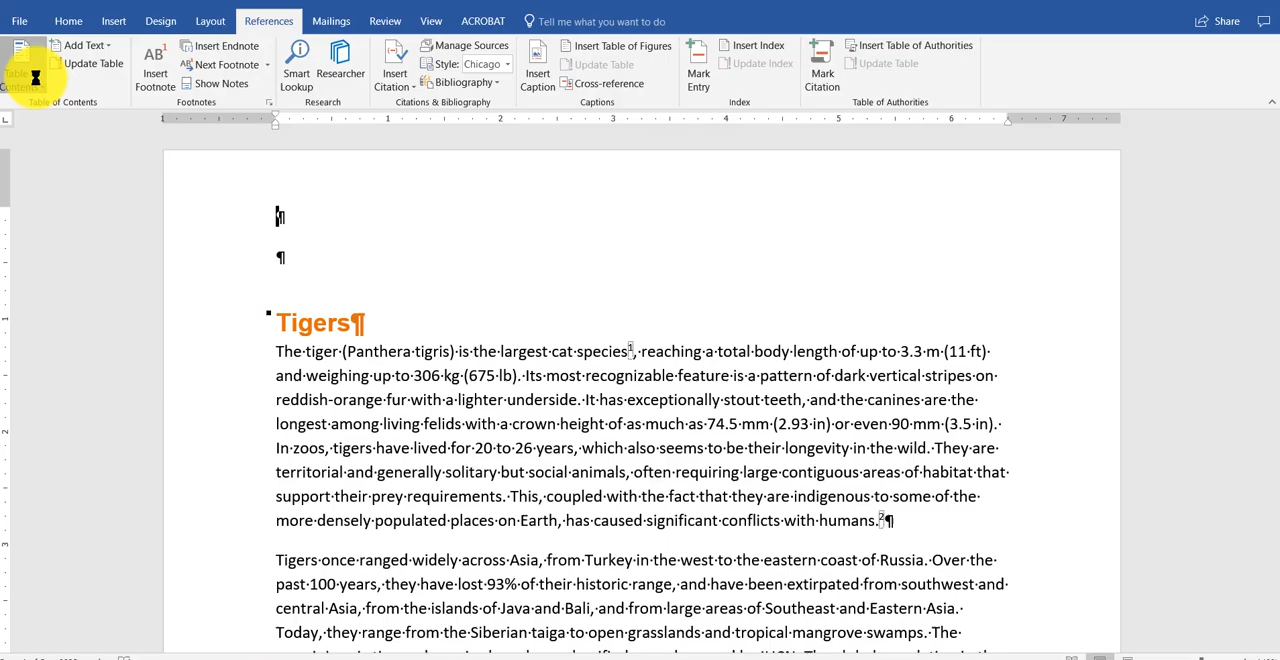 File Home Insert Design Layout References Mailings Review View ACROBAT Tell me what you want to do Share
Table of Contents
Add Text
Update Table
Table of Contents
AB1 Insert Footnote
Insert Endnote
Next Footnote
Show Notes
Footnotes
Smart Lookup
Researcher
Research
Insert Citation
Manage Sources
Style: Chicago
Bibliography
Citations & Bibliography
Insert Caption
Insert Table of Figures
Update Table
Cross-reference
Captions
Mark Entry
Insert Index
Update Index
Index
Mark Citation
Insert Table of Authorities
Update Table
Table of Authorities
1 1 2 3 4 5 6 7
¶
¶
Tigers¶
The·tiger·(Panthera·tigris)·is·the·largest·cat·species1,·reaching·a·total·body·length·of·up·to·3.3·m·(11·ft)·
and·weighing·up·to·306·kg·(675·lb).·Its·most·recognizable·feature·is·a·pattern·of·dark·vertical·stripes·on·
reddish-orange·fur·with·a·lighter·underside.·It·has·exceptionally·stout·teeth,·and·the·canines·are·the·
longest·among·living·felids·with·a·crown·height·of·as·much·as·74.5·mm·(2.93·in)·or·even·90·mm·(3.5·in).·
In·zoos,·tigers·have·lived·for·20·to·26·years,·which·also·seems·to·be·their·longevity·in·the·wild.·They·are·
territorial·and·generally·solitary·but·social·animals,·often·requiring·large·contiguous·areas·of·habitat·that·
support·their·prey·requirements.·This,·coupled·with·the·fact·that·they·are·indigenous·to·some·of·the·
more·densely·populated·places·on·Earth,·has·caused·significant·conflicts·with·humans.2¶
Tigers·once·ranged·widely·across·Asia,·from·Turkey·in·the·west·to·the·eastern·coast·of·Russia.·Over·the·
past·100·years,·they·have·lost·93%·of·their·historic·range,·and·have·been·extirpated·from·southwest·and·
central·Asia,·from·the·islands·of·Java·and·Bali,·and·from·large·areas·of·Southeast·and·Eastern·Asia.·
Today,·they·range·from·the·Siberian·taiga·to·open·grasslands·and·tropical·mangrove·swamps.·The·